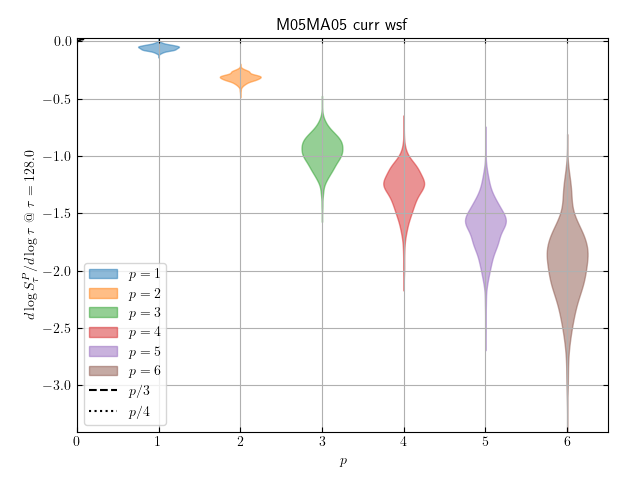 M05MA05 curr wsf
d log S_τ^P / d log τ @ τ = 128.0
0.0
−0.5
−1.0
−1.5
−2.0
−2.5
−3.0
p = 1
p = 2
p = 3
p = 4
p = 5
p = 6
p/3
p/4
0 1 2 3 4 5 6
p